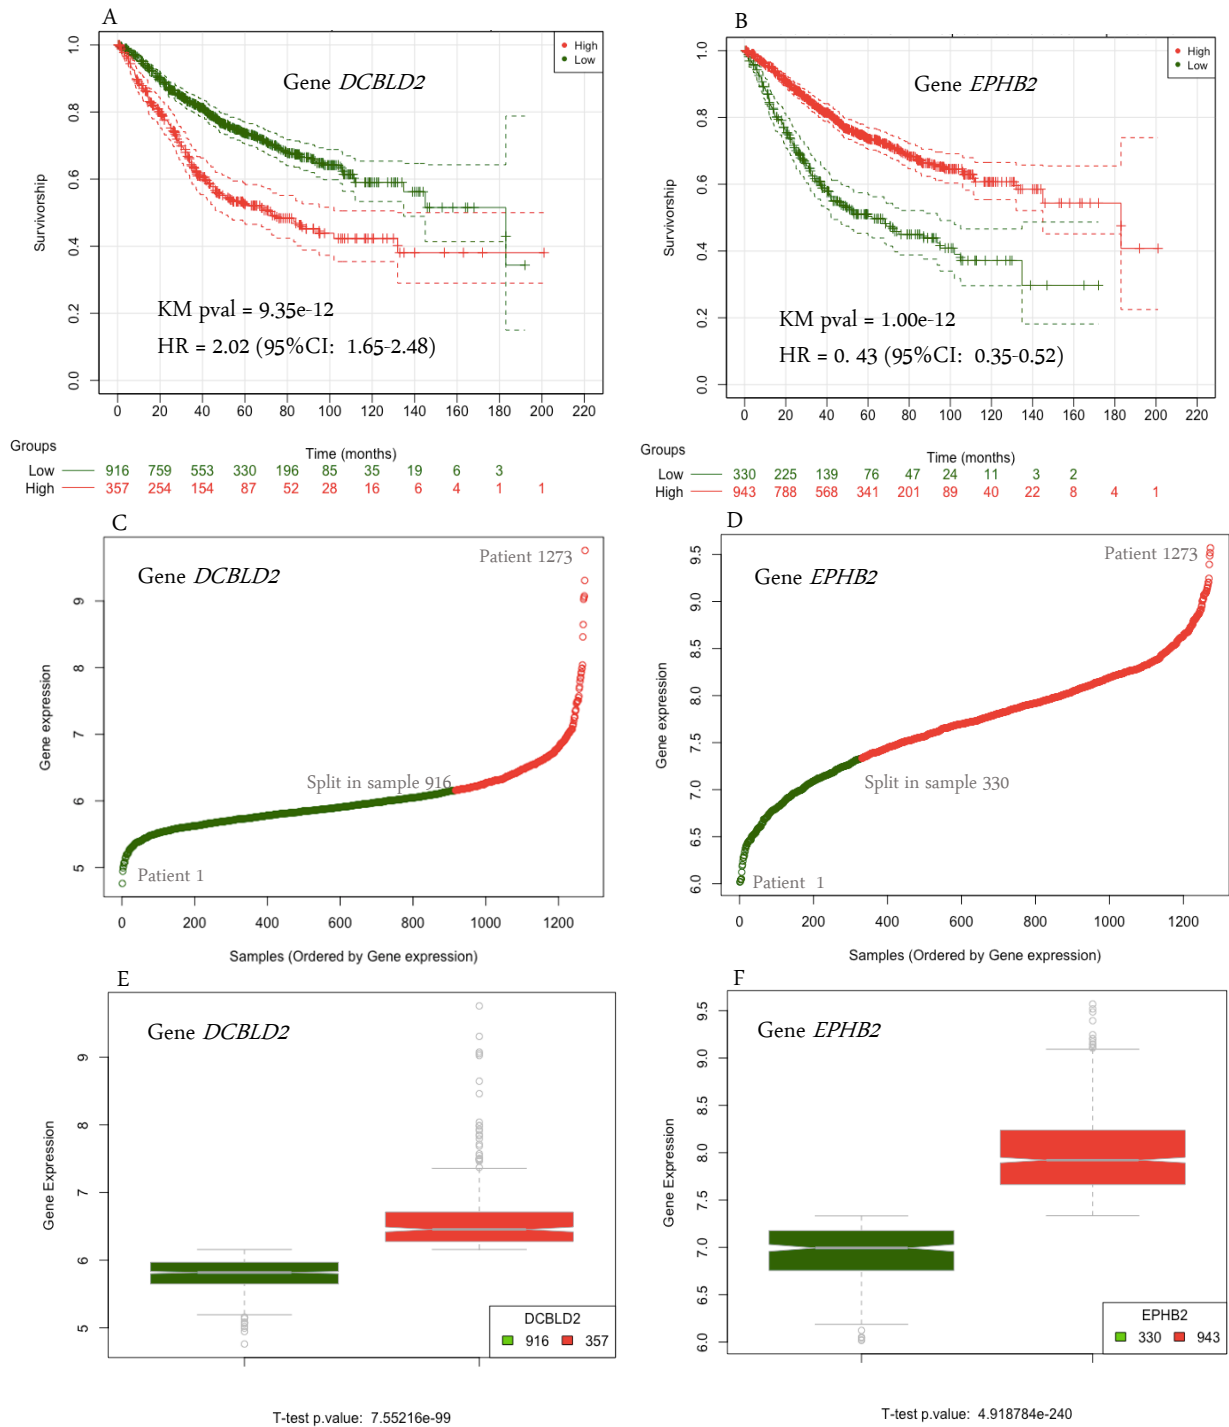 A
High
Low
Gene DCBLD2
Survivorship
1.0
0.8
0.6
0.4
0.2
0.0
KM pval = 9.35e-12
HR = 2.02 (95%CI: 1.65-2.48)
0 20 40 60 80 100 120 140 160 180 200 220
Time (months)
Groups
Low 916 759 553 330 196 85 35 19 6 3
High 357 254 154 87 52 28 16 6 4 1 1
B
High
Low
Gene EPHB2
Survivorship
1.0
0.8
0.6
0.4
0.2
0.0
KM pval = 1.00e-12
HR = 0. 43 (95%CI: 0.35-0.52)
0 20 40 60 80 100 120 140 160 180 200 220
Time (months)
Groups
Low 330 225 139 76 47 24 11 3 2
High 943 788 568 341 201 89 40 22 8 4 1
C
Gene DCBLD2
Patient 1273
Split in sample 916
Patient 1
Gene expression
9
8
7
6
5
0 200 400 600 800 1000 1200
Samples (Ordered by Gene expression)
D
Gene EPHB2
Patient 1273
Split in sample 330
Patient 1
Gene expression
9.5
9.0
8.5
8.0
7.5
7.0
6.5
6.0
0 200 400 600 800 1000 1200
Samples (Ordered by Gene expression)
E
Gene DCBLD2
Gene Expression
9
8
7
6
5
DCBLD2
916 357
T-test p.value: 7.55216e-99
F
Gene EPHB2
Gene Expression
9.5
9.0
8.5
8.0
7.5
7.0
6.5
6.0
EPHB2
330 943
T-test p.value: 4.918784e-240